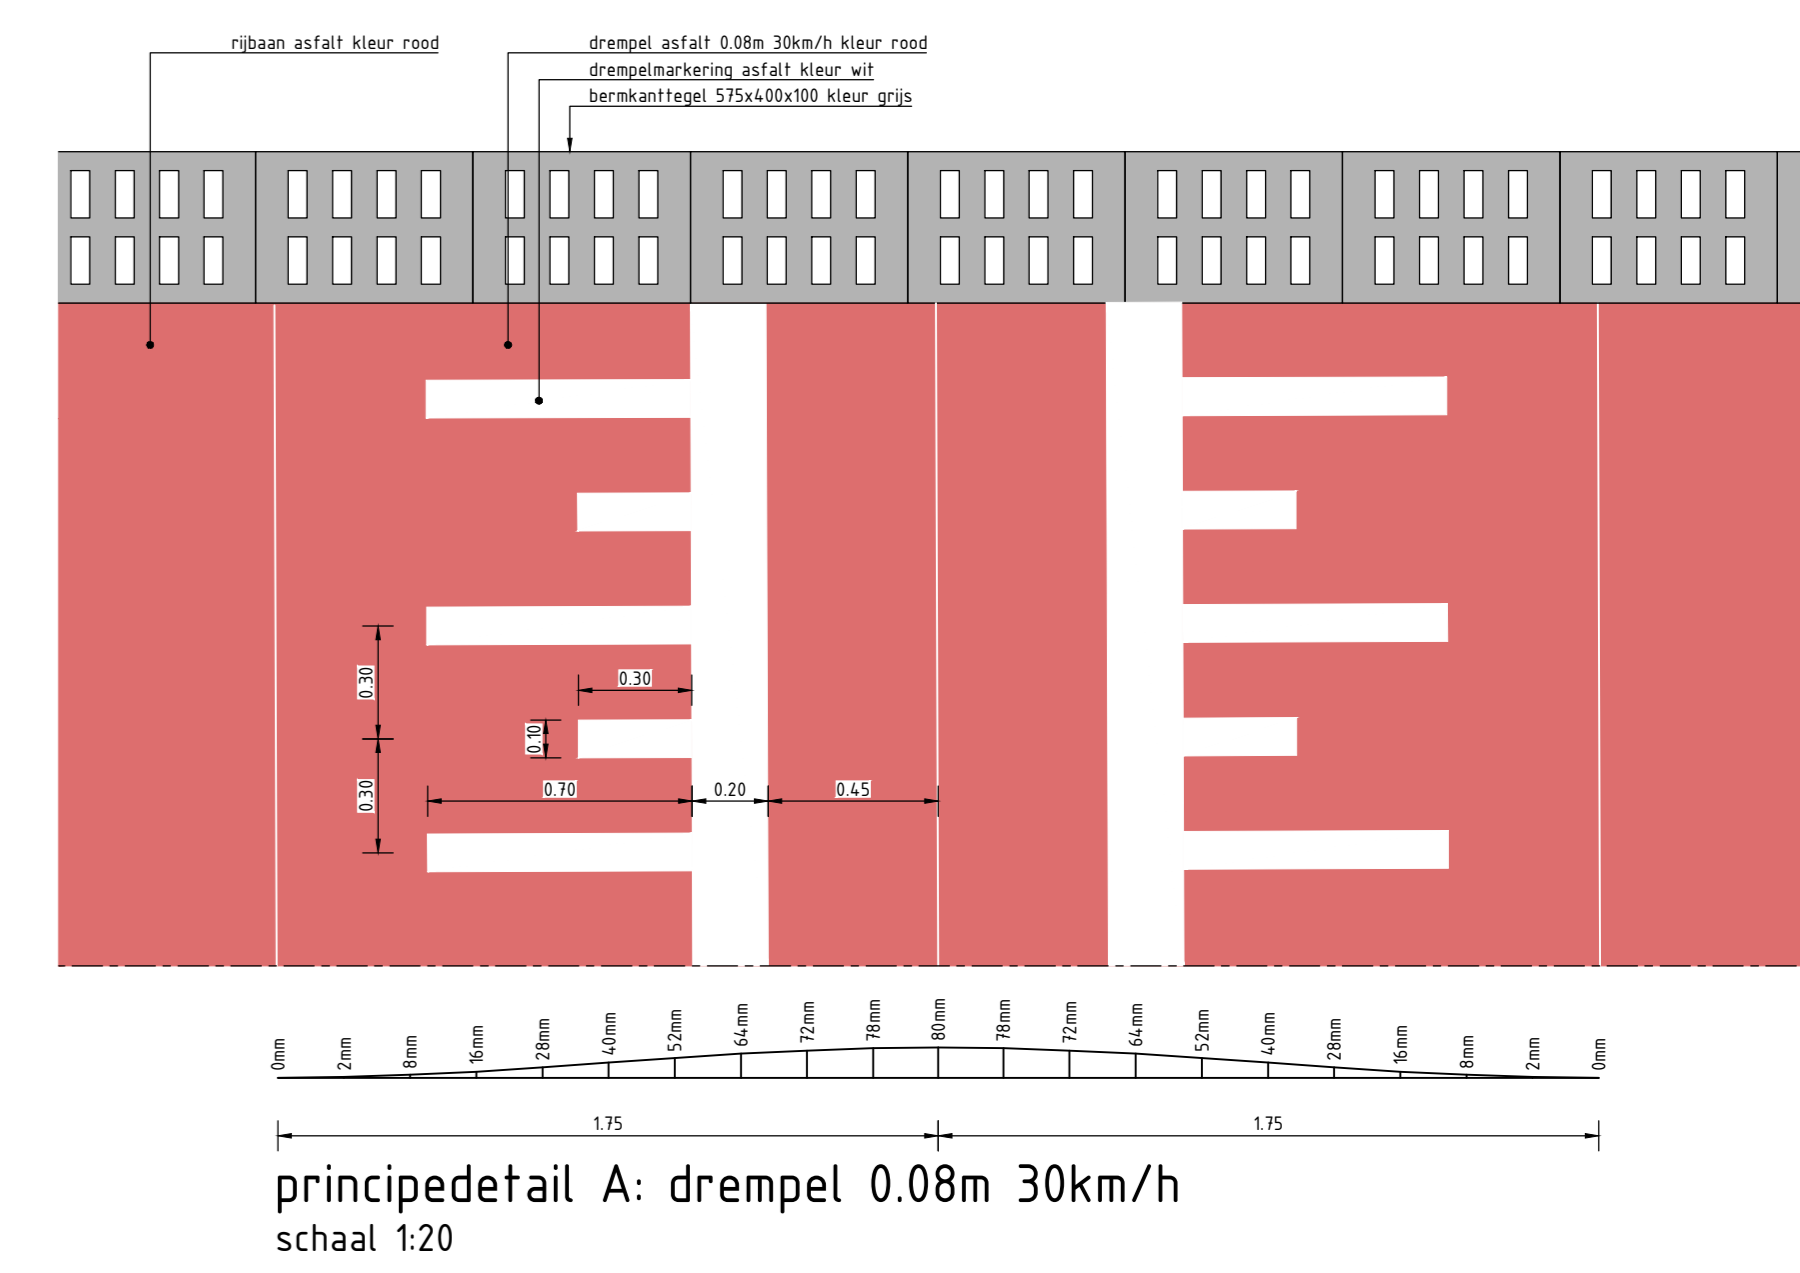 rijbaan asfalt kleur rood
drempel asfalt 0.08m 30km/h kleur rood
drempelmarkering asfalt kleur wit
bermkanttegel 575x400x100 kleur grijs
0.30
0.30
0.10
0.30
0.70
0.20
0.45
0mm
2mm
8mm
16mm
28mm
40mm
52mm
64mm
72mm
78mm
80mm
78mm
72mm
64mm
52mm
40mm
28mm
16mm
8mm
2mm
0mm
1.75
1.75
principedetail A: drempel 0.08m 30km/h
schaal 1:20